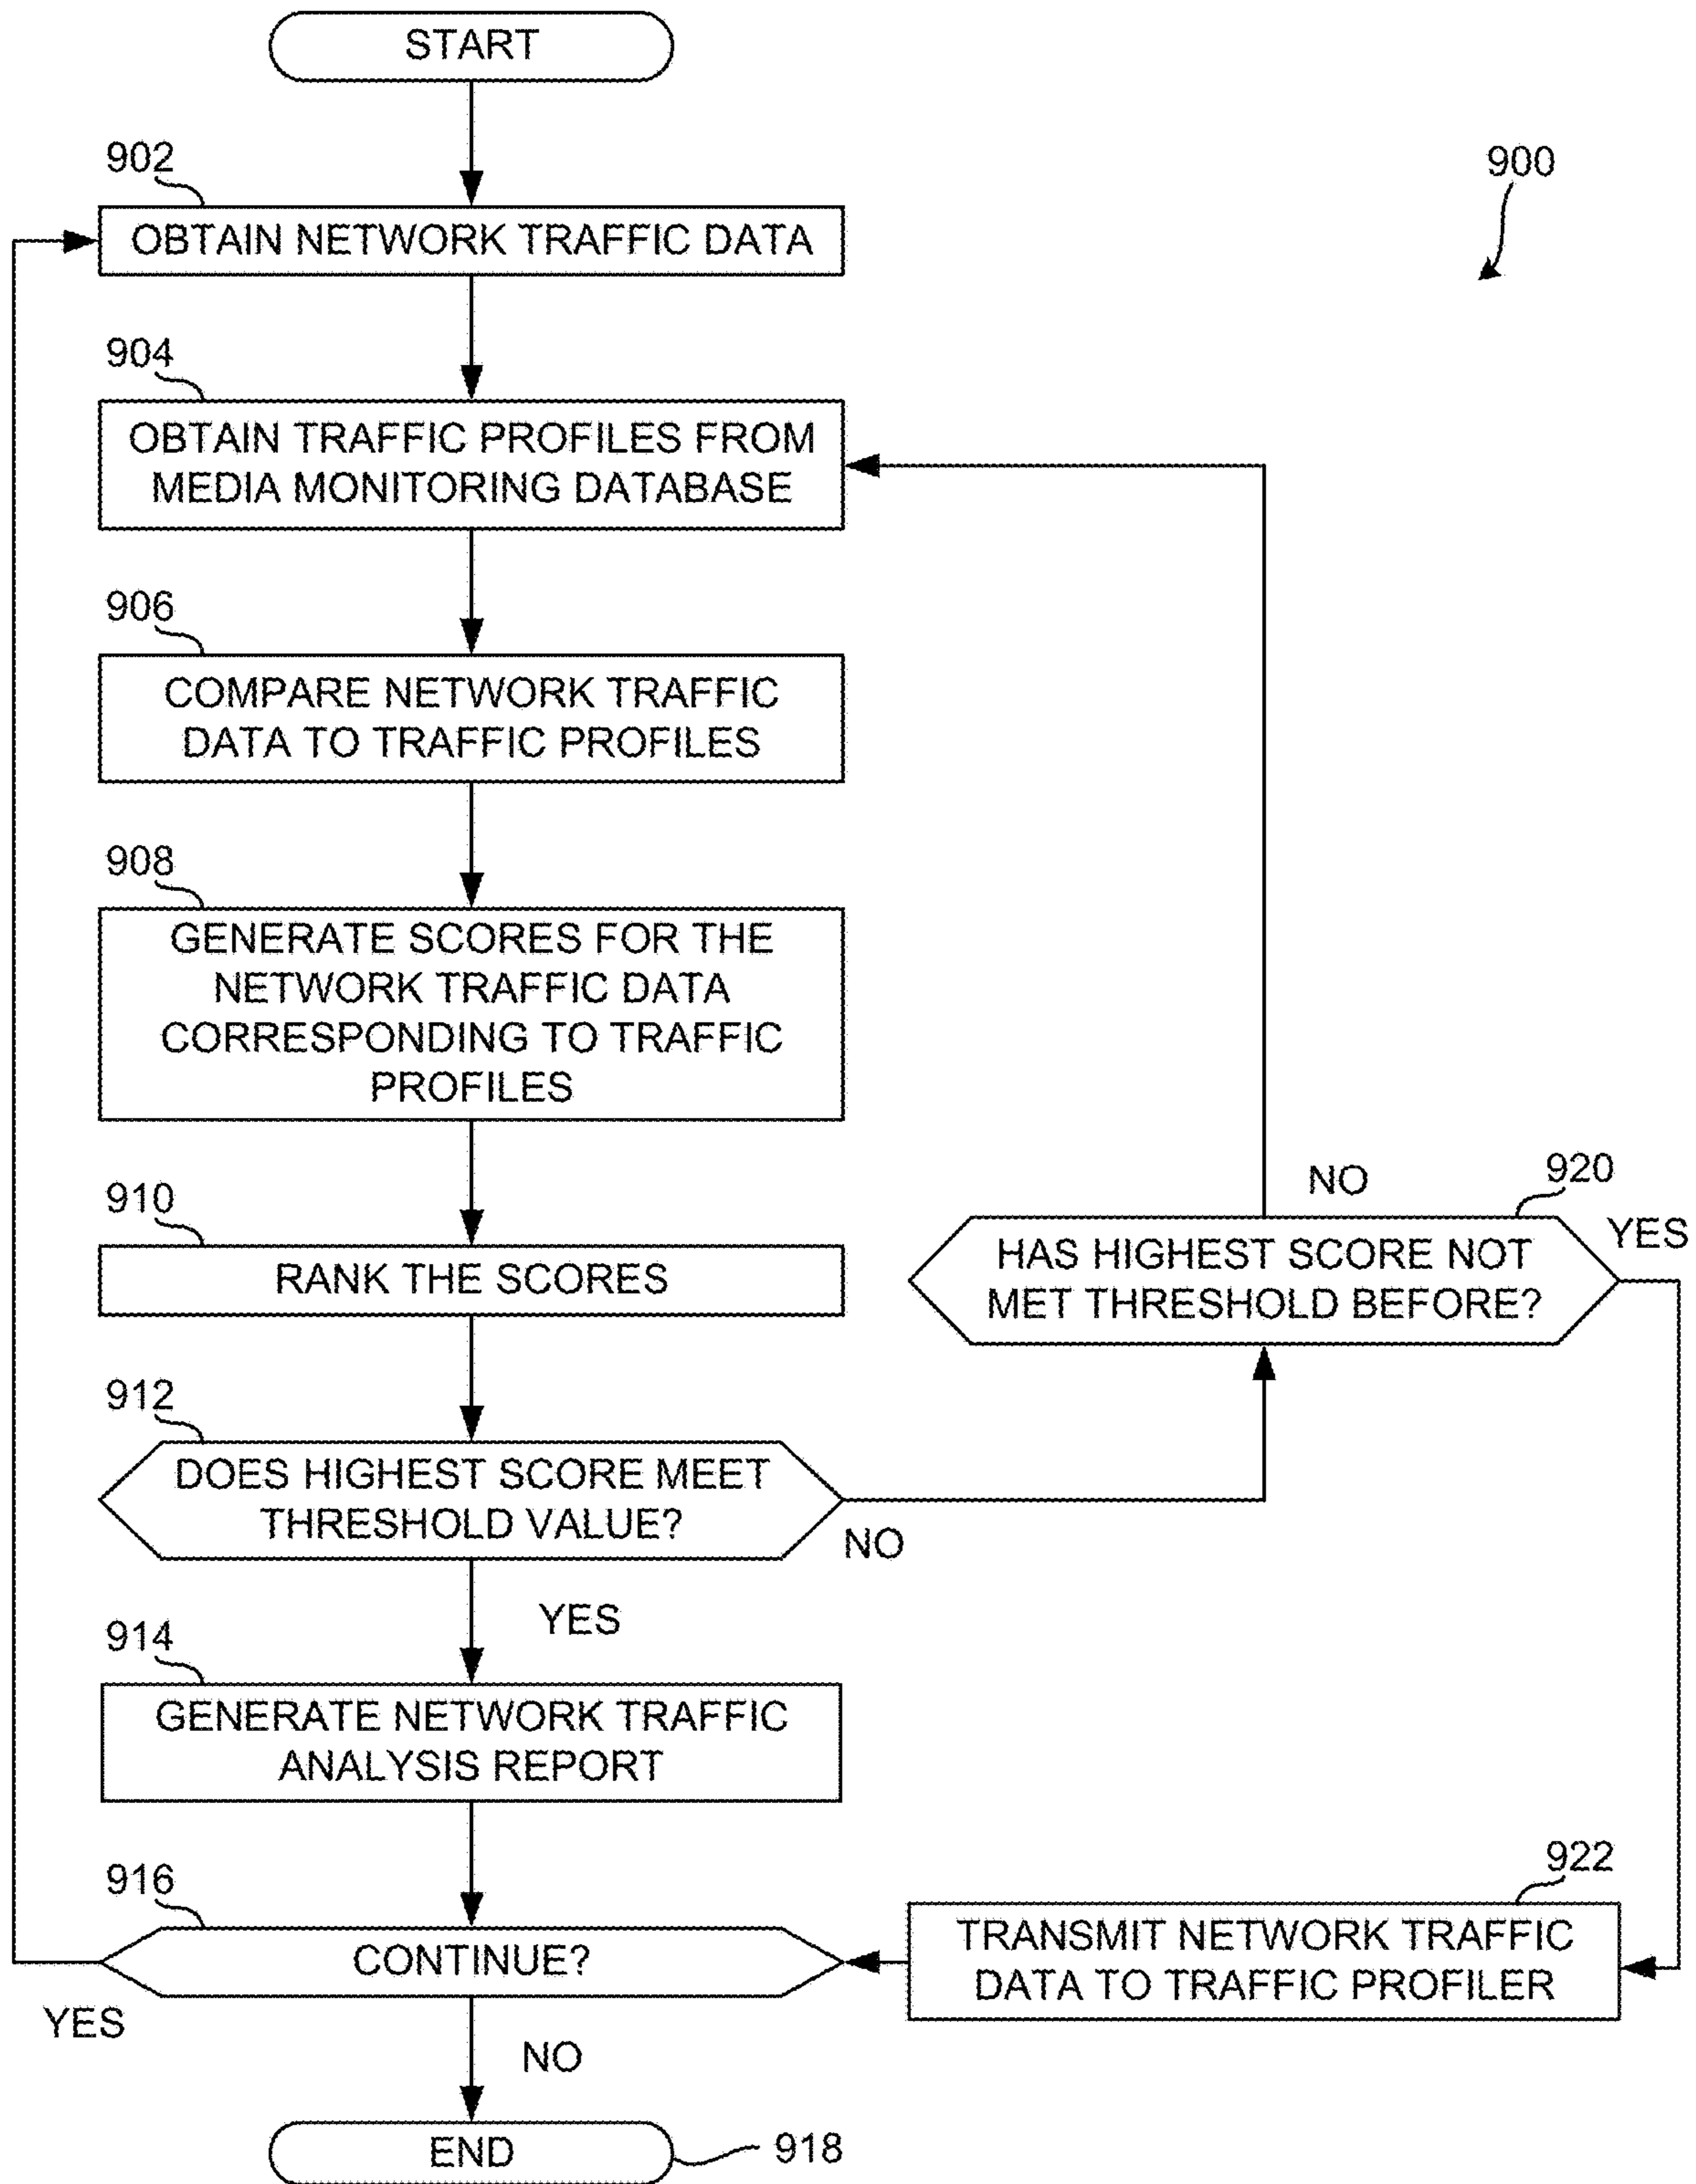 START
902
900
OBTAIN NETWORK TRAFFIC DATA
904
OBTAIN TRAFFIC PROFILES FROM
MEDIA MONITORING DATABASE
906
COMPARE NETWORK TRAFFIC
DATA TO TRAFFIC PROFILES
908
GENERATE SCORES FOR THE
NETWORK TRAFFIC DATA
CORRESPONDING TO TRAFFIC
PROFILES
910
RANK THE SCORES
NO
920
YES
HAS HIGHEST SCORE NOT
MET THRESHOLD BEFORE?
912
DOES HIGHEST SCORE MEET
THRESHOLD VALUE?
NO
YES
914
GENERATE NETWORK TRAFFIC
ANALYSIS REPORT
916
CONTINUE?
922
TRANSMIT NETWORK TRAFFIC
DATA TO TRAFFIC PROFILER
YES
NO
END
918